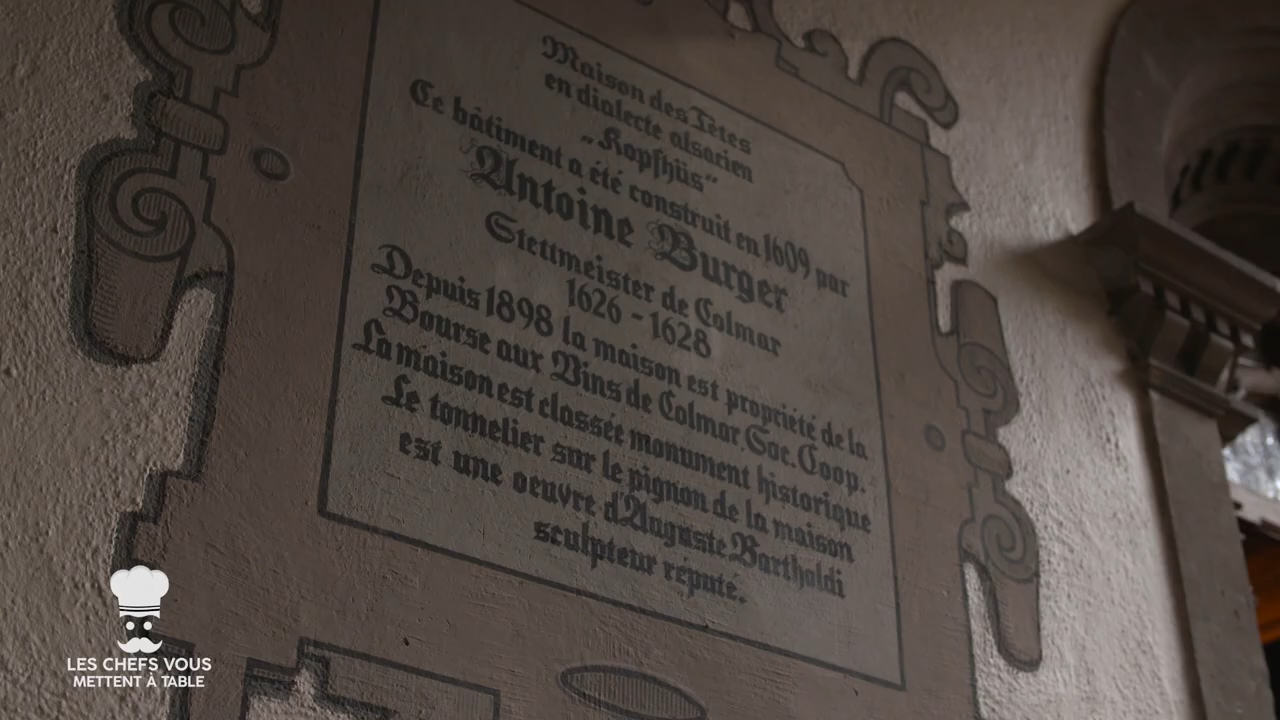 Maison des Têtes
en dialecte alsacien
„Kopfhüs“
Ce bâtiment a été construit en 1609 par
Antoine Burger
Stettmeister de Colmar
1626 - 1628
Depuis 1898 la maison est propriété de la
Bourse aux Vins de Colmar, Soc. Coop.
La maison est classée monument historique
Le tonnelier sur le pignon de la maison
est une oeuvre d'Auguste Bartholdi
sculpteur réputé.
LES CHEFS VOUS
METTENT À TABLE